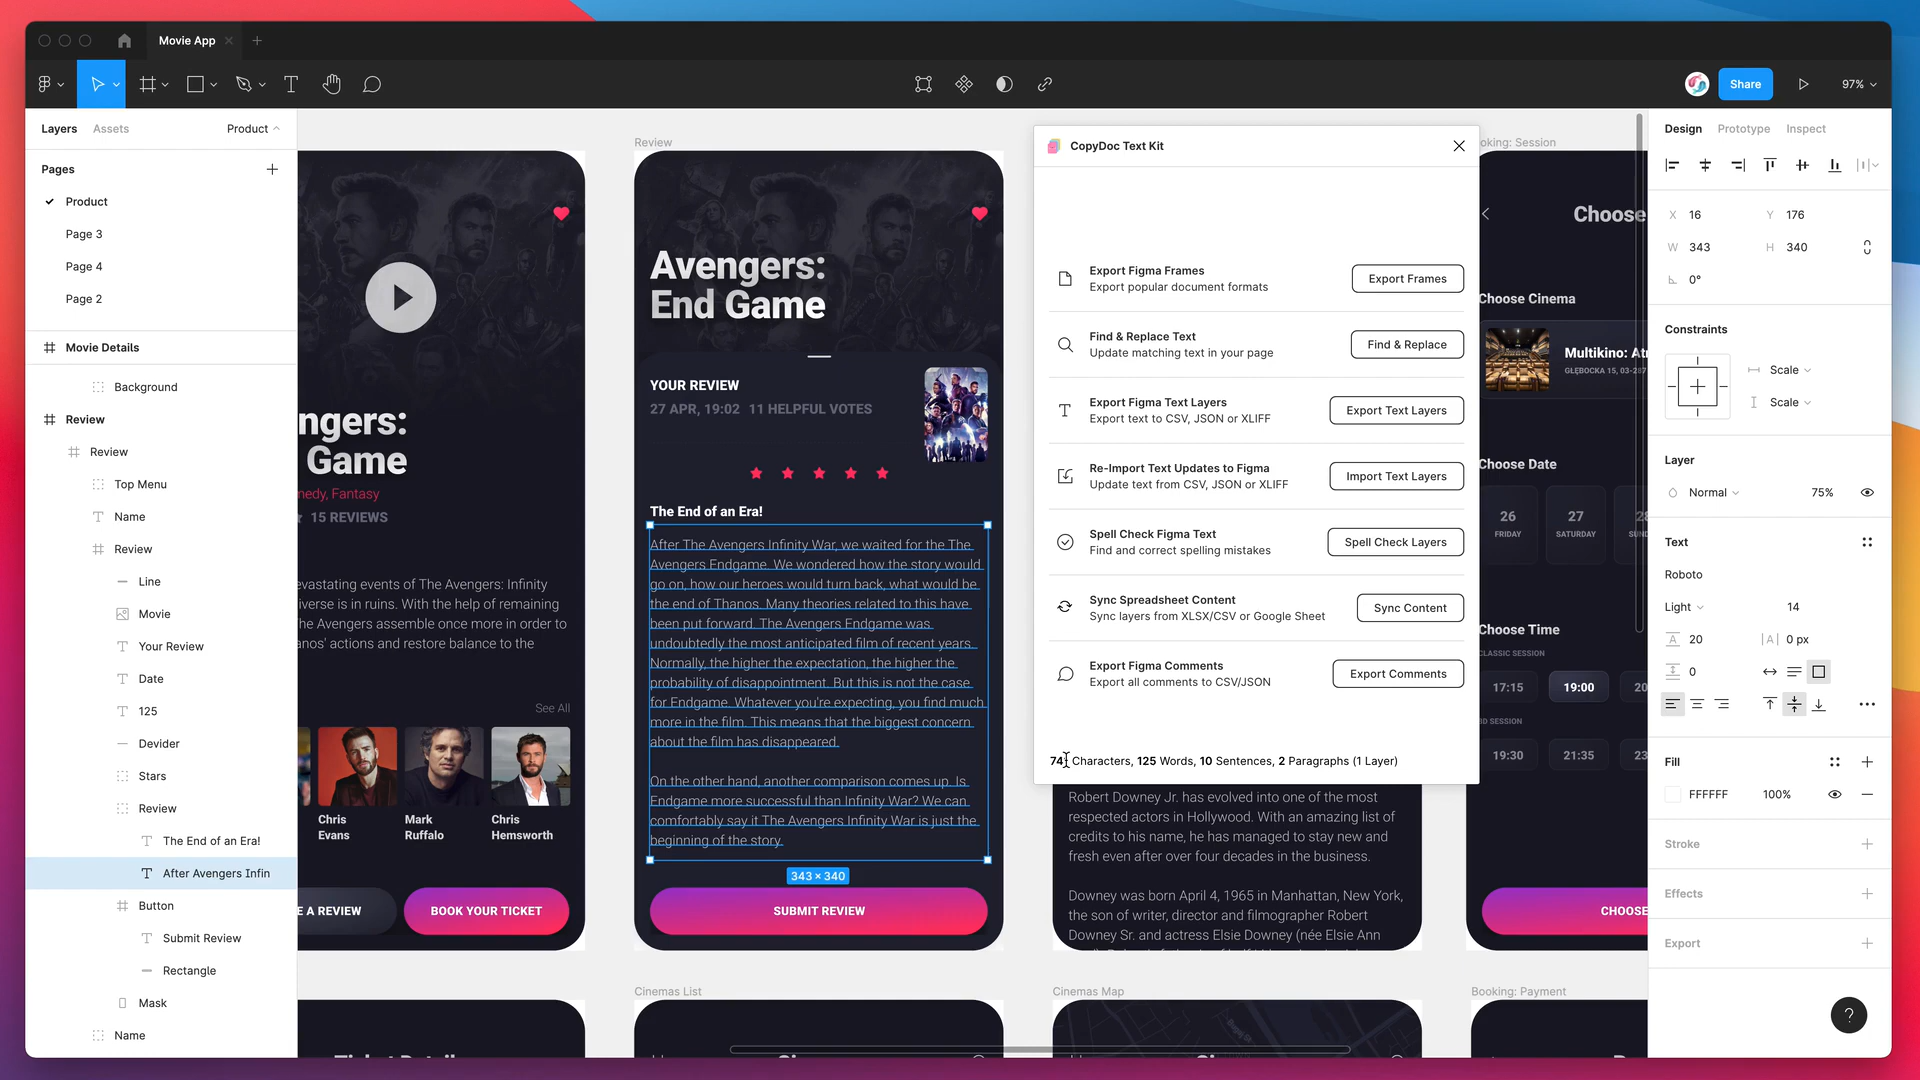 Movie App
Share
97%
Layers
Assets
Product
Pages
Product
Page 3
Page 4
Page 2
Movie Details
Background
Review
Review
Top Menu
Name
Review
Line
Movie
Your Review
Date
125
Devider
Stars
Review
The End of an Era!
After Avengers Infin
Button
Submit Review
Rectangle
Mask
Name
ngers:
Game
nedy, Fantasy
15 REVIEWS
evastating events of The Avengers: Infinity
iverse is in ruins. With the help of remaining
The Avengers assemble once more in order to
anos' actions and restore balance to the
See All
Chris
Evans
Mark
Ruffalo
Chris
Hemsworth
E A REVIEW
BOOK YOUR TICKET
Review
Avengers:
End Game
YOUR REVIEW
27 APR, 19:02 11 HELPFUL VOTES
The End of an Era!
After The Avengers Infinity War, we waited for the The
Avengers Endgame. We wondered how the story would
go on, how our heroes would turn back, what would be
the end of Thanos. Many theories related to this have
been put forward. The Avengers Endgame was
undoubtedly the most anticipated film of recent years.
Normally, the higher the expectation, the higher the
probability of disappointment. But this is not the case
for Endgame. Whatever you're expecting, you find much
more in the film. This means that the biggest concern
about the film has disappeared.
On the other hand, another comparison comes up. Is
Endgame more successful than Infinity War? We can
comfortably say it The Avengers Infinity War is just the
beginning of the story.
343 × 340
SUBMIT REVIEW
Cinemas List
CopyDoc Text Kit
Export Figma Frames
Export popular document formats
Export Frames
Find & Replace Text
Update matching text in your page
Find & Replace
Export Figma Text Layers
Export text to CSV, JSON or XLIFF
Export Text Layers
Re-Import Text Updates to Figma
Update text from CSV, JSON or XLIFF
Import Text Layers
Spell Check Figma Text
Find and correct spelling mistakes
Spell Check Layers
Sync Spreadsheet Content
Sync layers from XLSX/CSV or Google Sheet
Sync Content
Export Figma Comments
Export all comments to CSV/JSON
Export Comments
74 Characters, 125 Words, 10 Sentences, 2 Paragraphs (1 Layer)
Robert Downey Jr. has evolved into one of the most
respected actors in Hollywood. With an amazing list of
credits to his name, he has managed to stay new and
fresh even after over four decades in the business.
Downey was born April 4, 1965 in Manhattan, New York,
the son of writer, director and filmographer Robert
Downey Sr. and actress Elsie Downey (née Elsie Ann
Cinemas Map
oking: Session
Choose
Choose Cinema
Multikino: Atr
GŁĘBOCKA 15, 03-287
Choose Date
26
FRIDAY
27
SATURDAY
28
SUND
Choose Time
CLASSIC SESSION
17:15
19:00
20
ID SESSION
19:30
21:35
23
CHOOSE
Booking: Payment
Design
Prototype
Inspect
X 16
Y 176
W 343
H 340
0°
Constraints
Scale
Scale
Layer
Normal
75%
Text
Roboto
Light
14
20
0 px
0
Fill
FFFFFF
100%
Stroke
Effects
Export
?